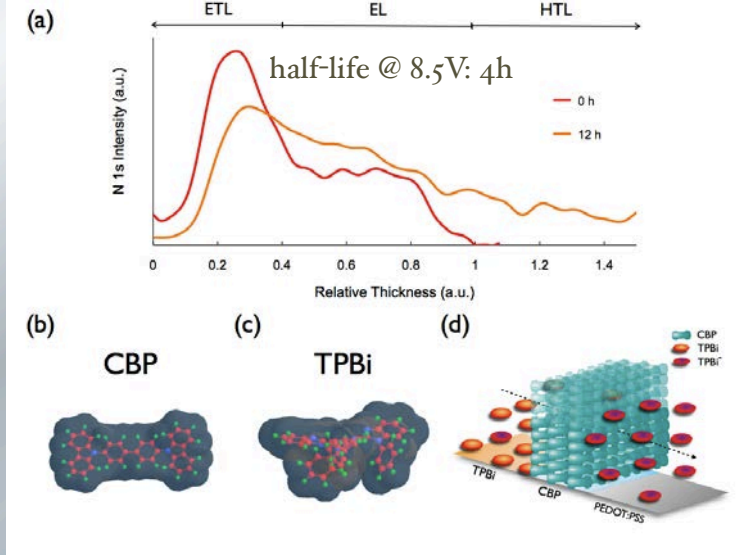 (a)
ETL EL HTL
half-life @ 8.5V: 4h
0 h
12 h
N 1s Intensity (a.u.)
0 0.2 0.4 0.6 0.8 1 1.2 1.4
Relative Thickness (a.u.)
(b) (c) (d)
CBP TPBi
CBP
TPBi
TPBi⁻
TPBi
CBP
PEDOT:PSS